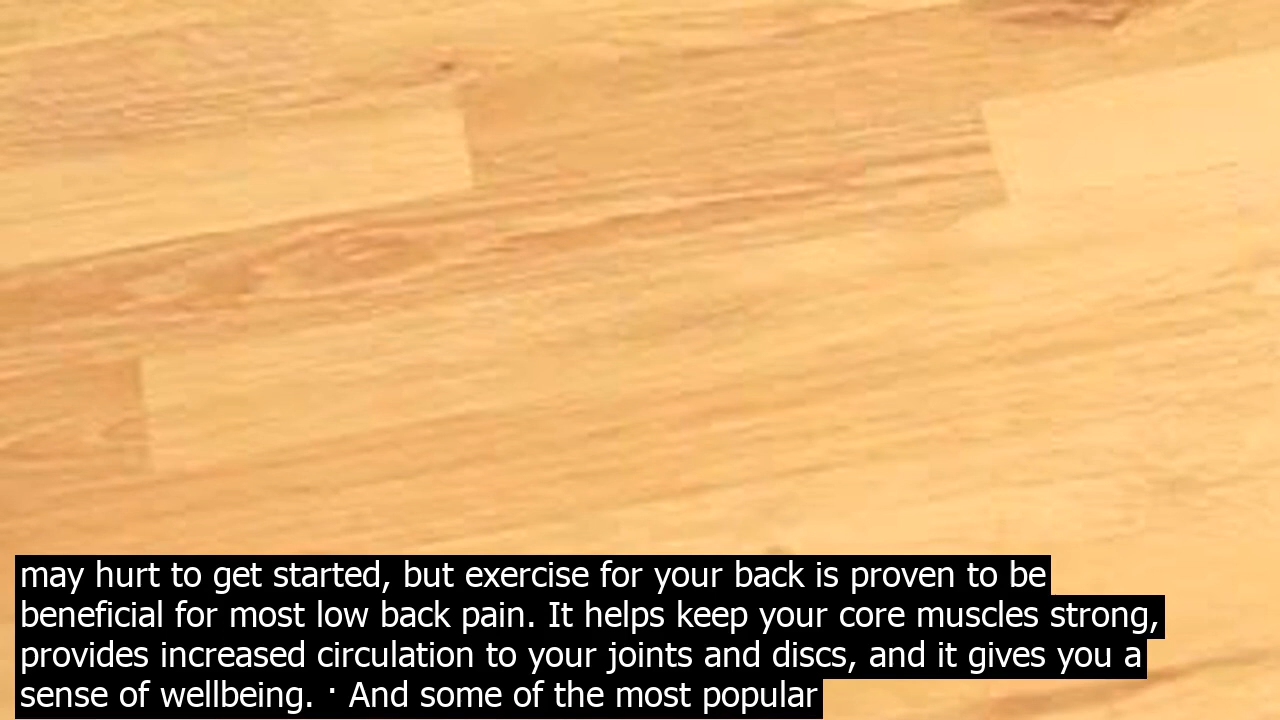 may hurt to get started, but exercise for your back is proven to be
beneficial for most low back pain. It helps keep your core muscles strong,
provides increased circulation to your joints and discs, and it gives you a
sense of wellbeing. · And some of the most popular